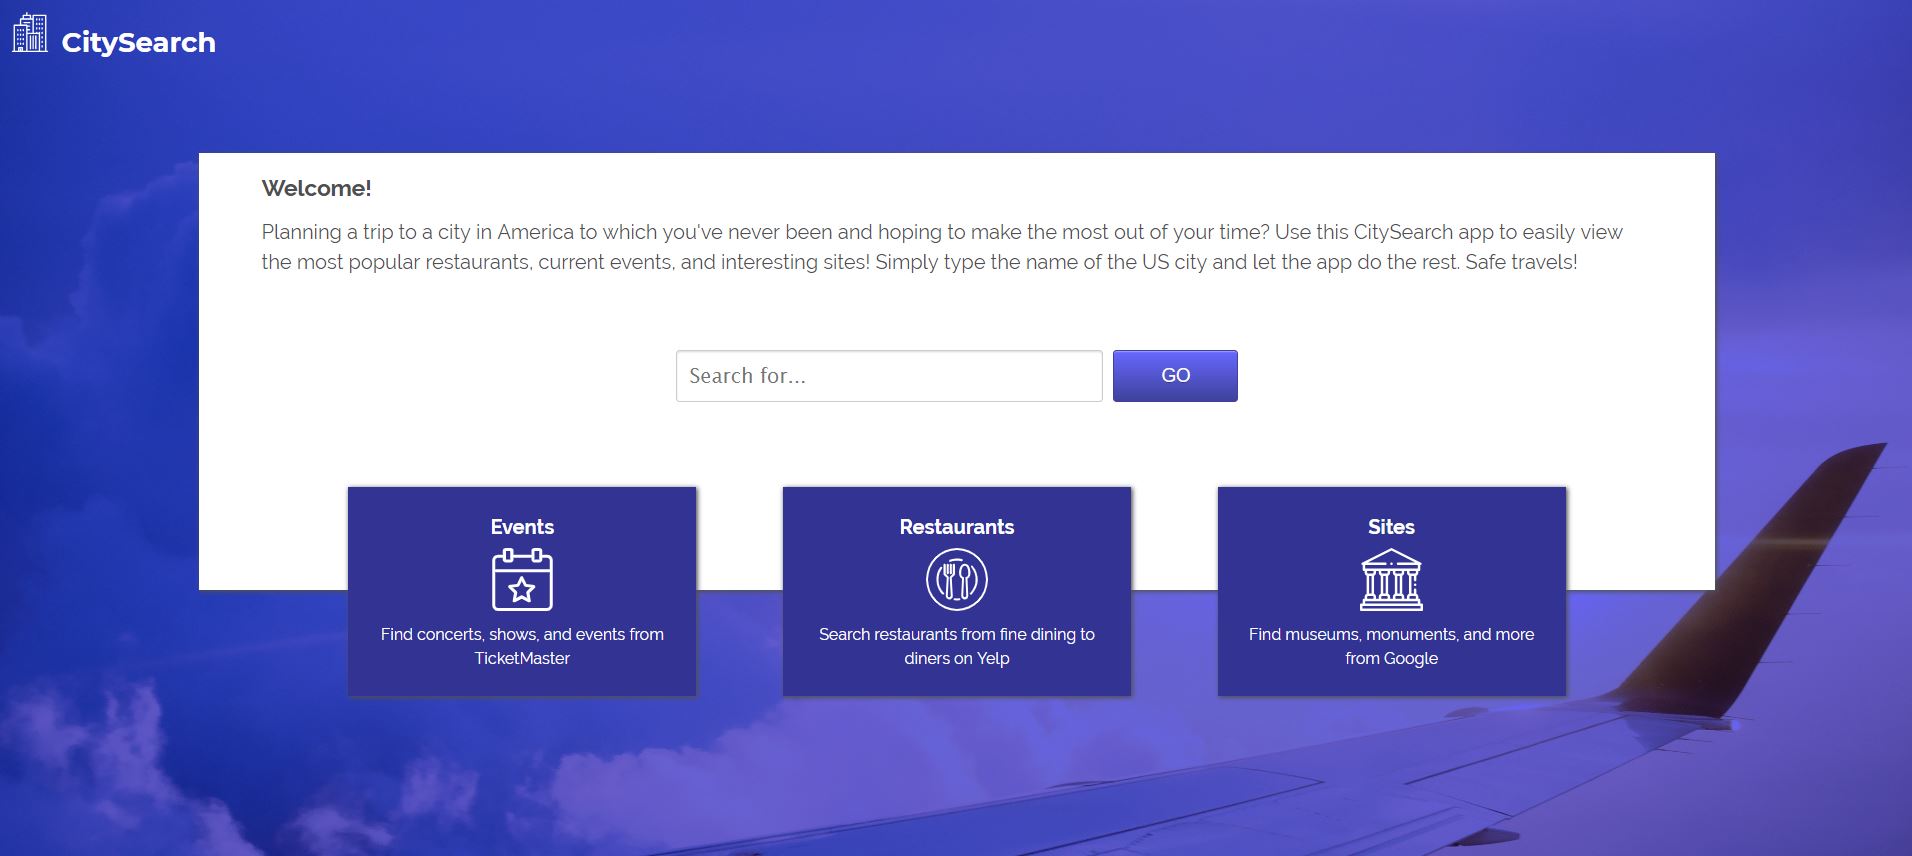 CitySearch
Welcome!
Planning a trip to a city in America to which you've never been and hoping to make the most out of your time? Use this CitySearch app to easily view
the most popular restaurants, current events, and interesting sites! Simply type the name of the US city and let the app do the rest. Safe travels!
Search for...
GO
Events
Find concerts, shows, and events from
TicketMaster
Restaurants
Search restaurants from fine dining to
diners on Yelp
Sites
Find museums, monuments, and more
from Google